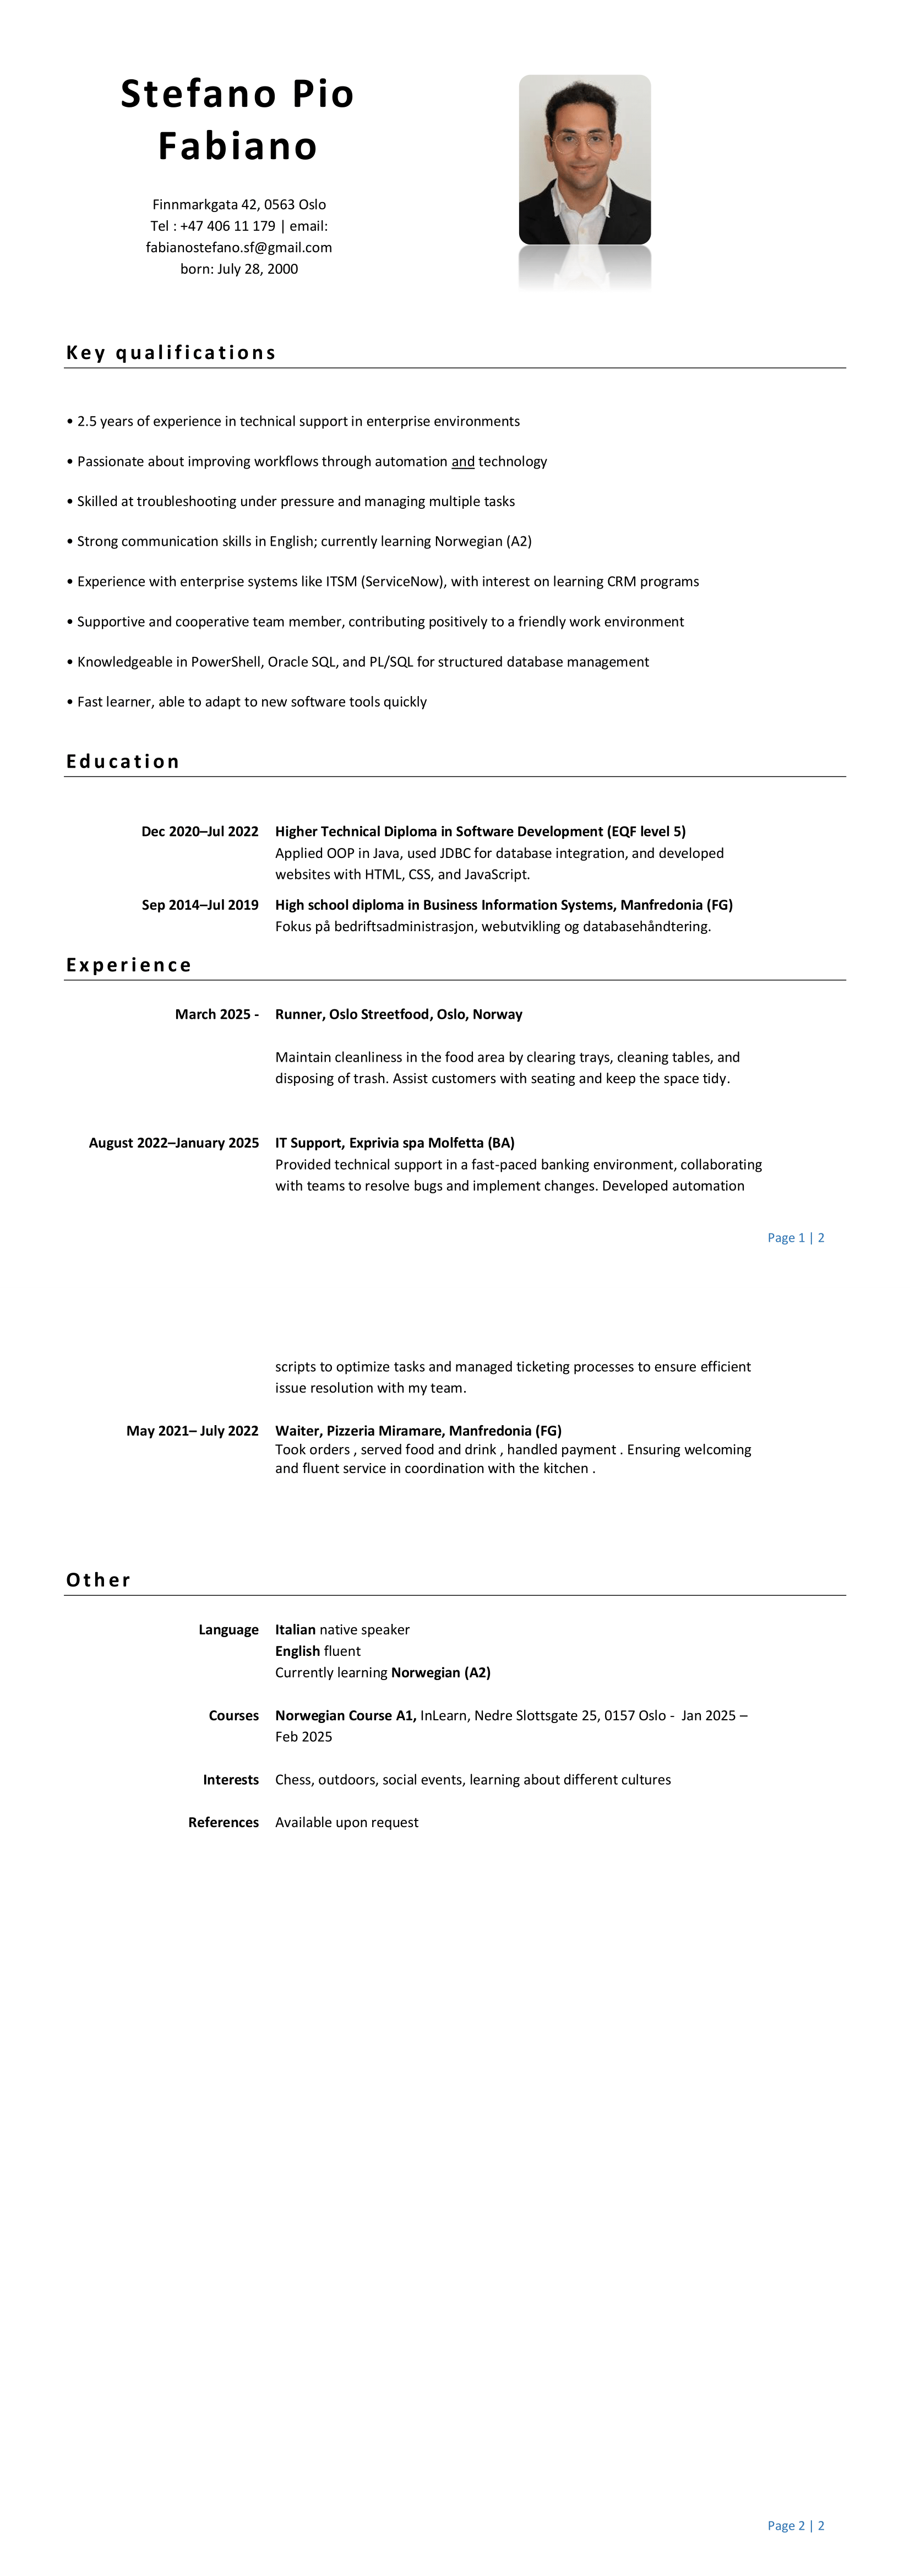 Stefano Pio
Fabiano
Finnmarkgata 42, 0563 Oslo
Tel : +47 406 11 179 | email:
fabianostefano.sf@gmail.com
born: July 28, 2000
Key qualifications
• 2.5 years of experience in technical support in enterprise environments
• Passionate about improving workflows through automation and technology
• Skilled at troubleshooting under pressure and managing multiple tasks
• Strong communication skills in English; currently learning Norwegian (A2)
• Experience with enterprise systems like ITSM (ServiceNow), with interest on learning CRM programs
• Supportive and cooperative team member, contributing positively to a friendly work environment
• Knowledgeable in PowerShell, Oracle SQL, and PL/SQL for structured database management
• Fast learner, able to adapt to new software tools quickly
Education
Dec 2020–Jul 2022 Higher Technical Diploma in Software Development (EQF level 5)
Applied OOP in Java, used JDBC for database integration, and developed
websites with HTML, CSS, and JavaScript.
Sep 2014–Jul 2019 High school diploma in Business Information Systems, Manfredonia (FG)
Fokus på bedriftsadministrasjon, webutvikling og databasehåndtering.
Experience
March 2025 - Runner, Oslo Streetfood, Oslo, Norway
Maintain cleanliness in the food area by clearing trays, cleaning tables, and
disposing of trash. Assist customers with seating and keep the space tidy.
August 2022–January 2025 IT Support, Exprivia spa Molfetta (BA)
Provided technical support in a fast-paced banking environment, collaborating
with teams to resolve bugs and implement changes. Developed automation
Page 1 | 2
scripts to optimize tasks and managed ticketing processes to ensure efficient
issue resolution with my team.
May 2021– July 2022 Waiter, Pizzeria Miramare, Manfredonia (FG)
Took orders , served food and drink , handled payment . Ensuring welcoming
and fluent service in coordination with the kitchen .
Other
Language Italian native speaker
English fluent
Currently learning Norwegian (A2)
Courses Norwegian Course A1, InLearn, Nedre Slottsgate 25, 0157 Oslo - Jan 2025 –
Feb 2025
Interests Chess, outdoors, social events, learning about different cultures
References Available upon request
Page 2 | 2